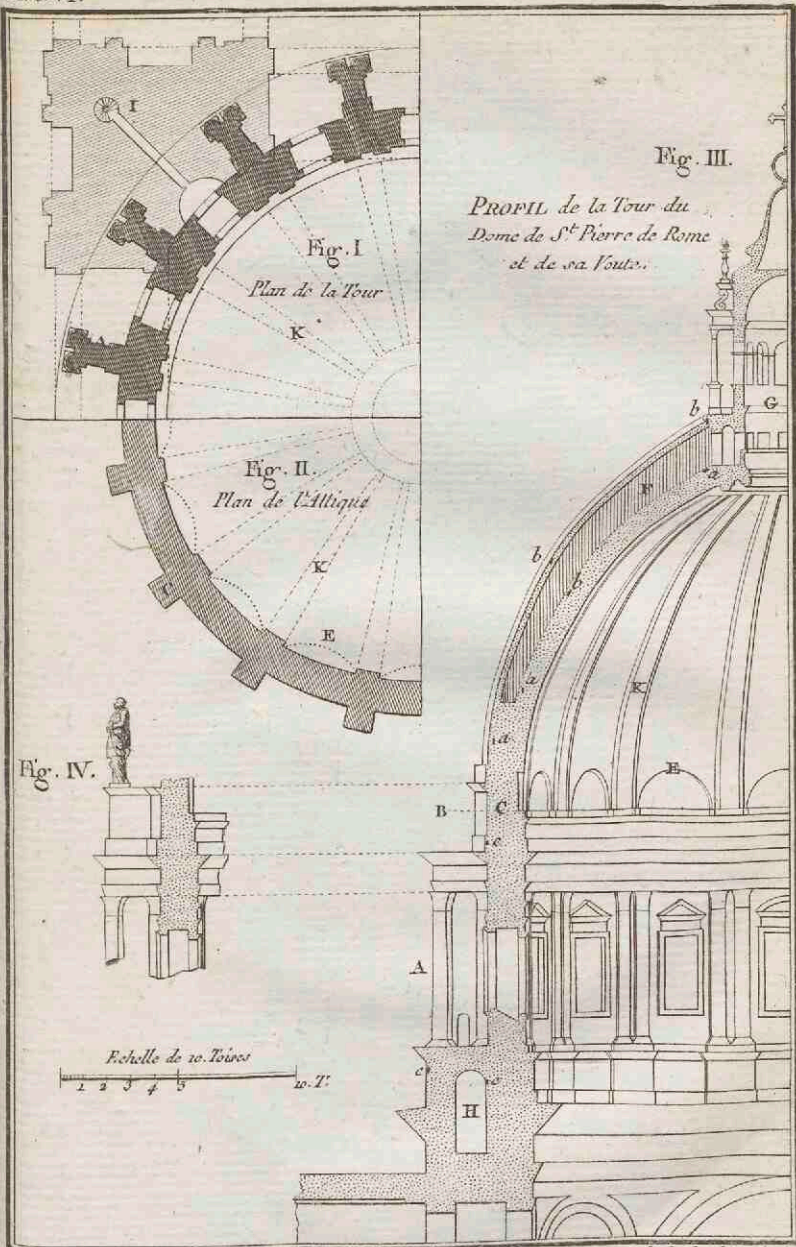 I
Fig. I
Plan de la Tour
K
Fig. II.
Plan de l'Attique
K
C
E
Fig. III.
PROFIL de la Tour du
Dome de St. Pierre de Rome
et de sa Voute.
G
b
a
F
b
b
a
a
K
E
B
C
c
A
c
c
H
Fig. IV.
Echelle de 10. Toises
1 2 3 4 5 10. T.